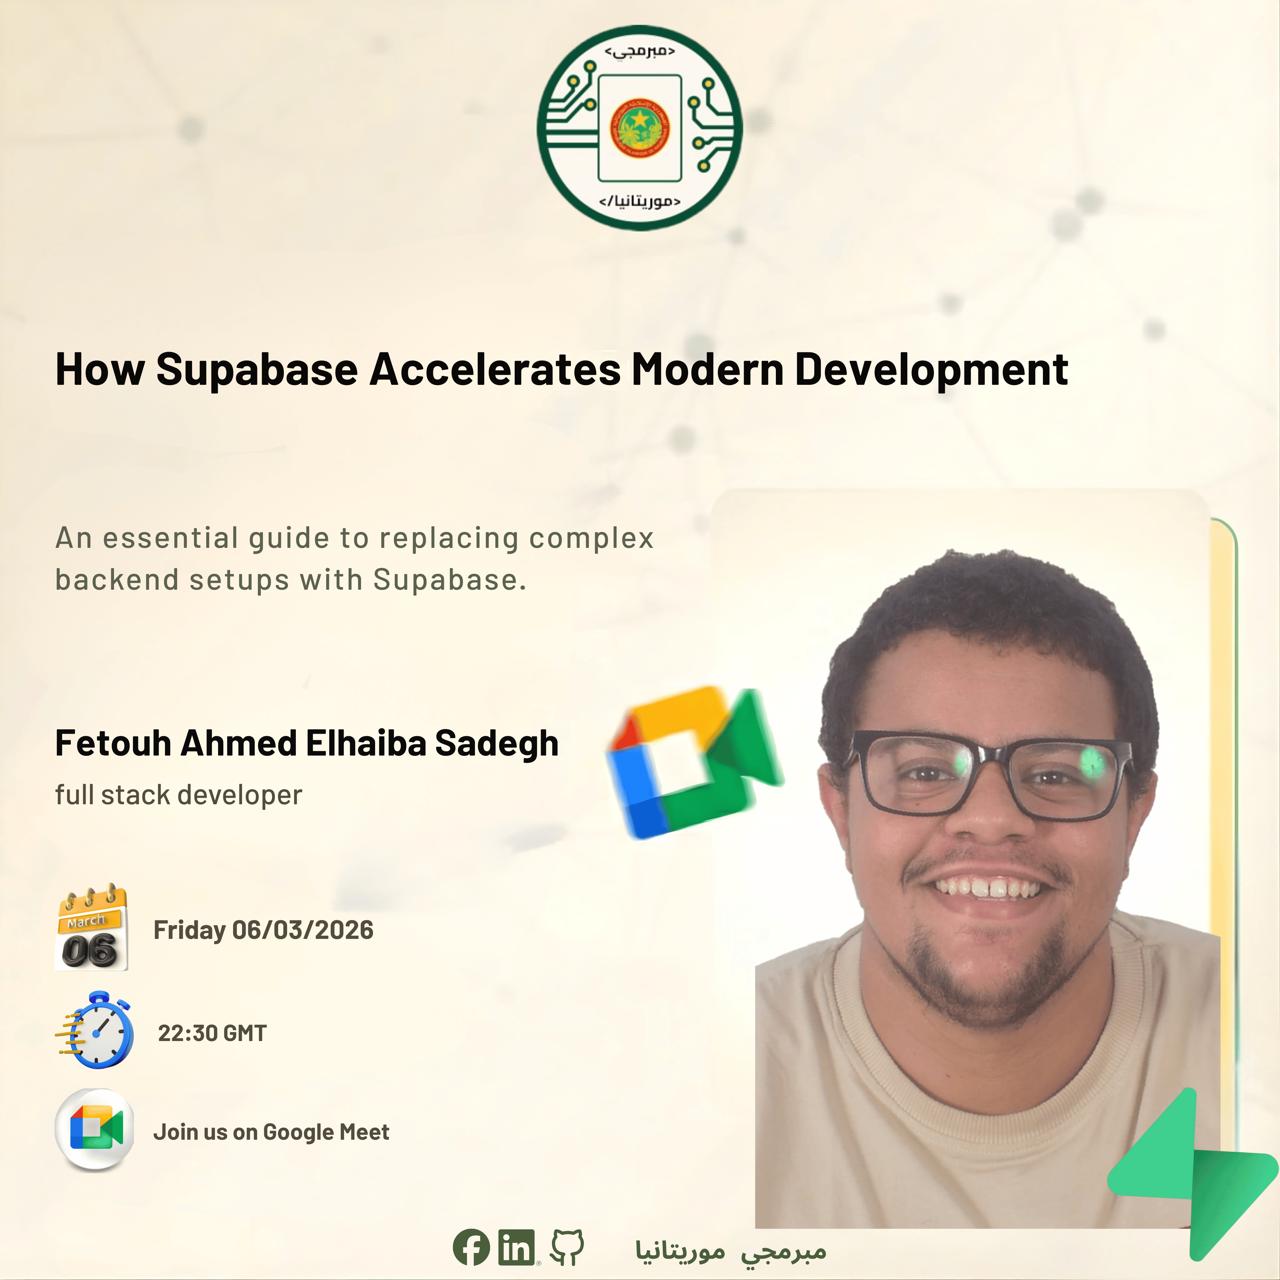 <مبرمجي>
<موريتانيا/>
How Supabase Accelerates Modern Development
An essential guide to replacing complex
backend setups with Supabase.
Fetouh Ahmed Elhaiba Sadegh
full stack developer
March
06
Friday 06/03/2026
22:30 GMT
Join us on Google Meet
in
مبرمجي موريتانيا